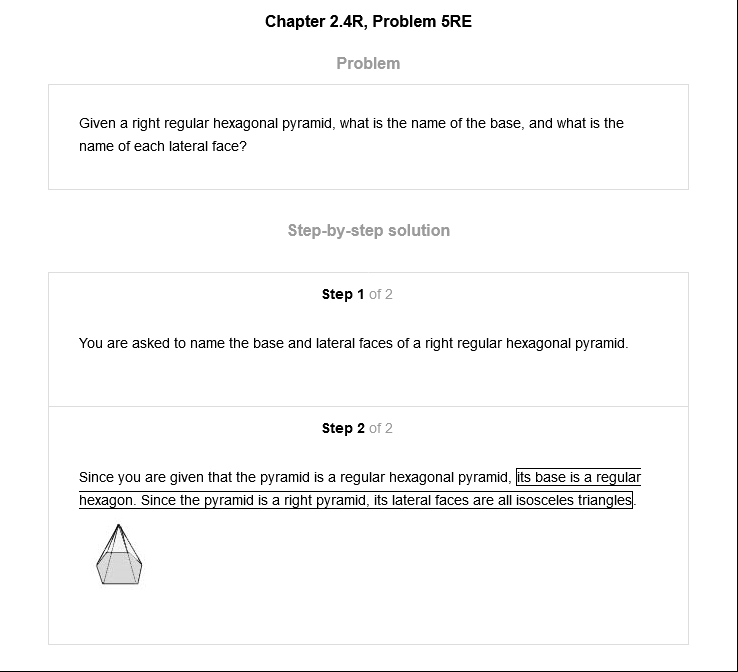 Chapter 2.4R, Problem 5RE
Problem
Given a right regular hexagonal pyramid, what is the name of the base, and what is the
name of each lateral face?
Step-by-step solution
Step 1 of 2
You are asked to name the base and lateral faces of a right regular hexagonal pyramid.
Step 2 of 2
Since you are given that the pyramid is a regular hexagonal pyramid, its base is a regular
hexagon. Since the pyramid is a right pyramid, its lateral faces are all isosceles triangles.